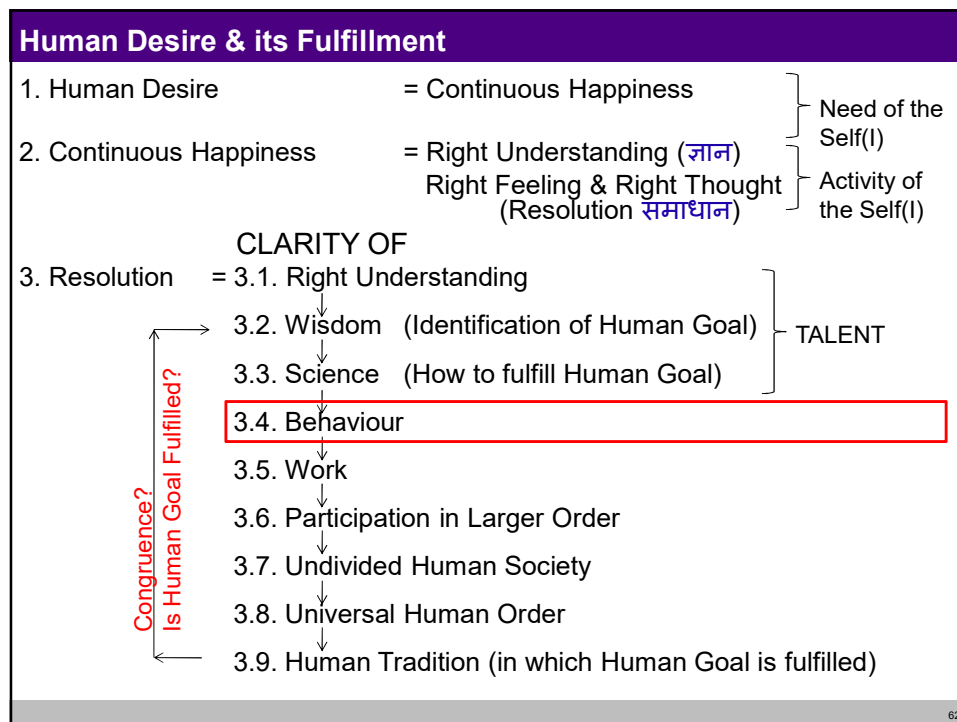 Human Desire & its Fulfillment
1. Human Desire = Continuous Happiness
Need of the
Self(I)
2. Continuous Happiness = Right Understanding (ज्ञान)
Right Feeling & Right Thought
(Resolution समाधान)
Activity of
the Self(I)
CLARITY OF
3. Resolution = 3.1. Right Understanding
3.2. Wisdom (Identification of Human Goal)
TALENT
3.3. Science (How to fulfill Human Goal)
3.4. Behaviour
3.5. Work
3.6. Participation in Larger Order
3.7. Undivided Human Society
3.8. Universal Human Order
3.9. Human Tradition (in which Human Goal is fulfilled)
Congruence?
Is Human Goal Fulfilled?
62